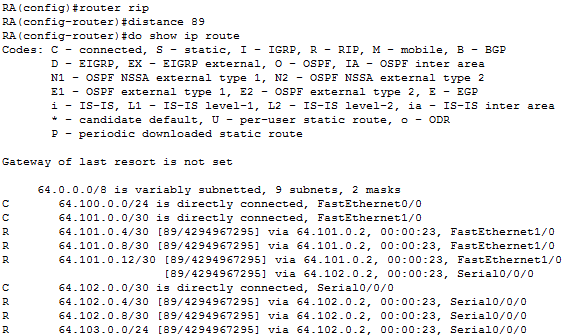 RA(config)#router rip
RA(config-router)#distance 89
RA(config-router)#do show ip route
Codes: C - connected, S - static, I - IGRP, R - RIP, M - mobile, B - BGP
       D - EIGRP, EX - EIGRP external, O - OSPF, IA - OSPF inter area
       N1 - OSPF NSSA external type 1, N2 - OSPF NSSA external type 2
       E1 - OSPF external type 1, E2 - OSPF external type 2, E - EGP
       i - IS-IS, L1 - IS-IS level-1, L2 - IS-IS level-2, ia - IS-IS inter area
       * - candidate default, U - per-user static route, o - ODR
       P - periodic downloaded static route

Gateway of last resort is not set

     64.0.0.0/8 is variably subnetted, 9 subnets, 2 masks
C       64.100.0.0/24 is directly connected, FastEthernet0/0
C       64.101.0.0/30 is directly connected, FastEthernet1/0
R       64.101.0.4/30 [89/4294967295] via 64.101.0.2, 00:00:23, FastEthernet1/0
R       64.101.0.8/30 [89/4294967295] via 64.101.0.2, 00:00:23, FastEthernet1/0
R       64.101.0.12/30 [89/4294967295] via 64.101.0.2, 00:00:23, FastEthernet1/0
                       [89/4294967295] via 64.102.0.2, 00:00:23, Serial0/0/0
C       64.102.0.0/30 is directly connected, Serial0/0/0
R       64.102.0.4/30 [89/4294967295] via 64.102.0.2, 00:00:23, Serial0/0/0
R       64.102.0.8/30 [89/4294967295] via 64.102.0.2, 00:00:23, Serial0/0/0
R       64.103.0.0/24 [89/4294967295] via 64.102.0.2, 00:00:23, Serial0/0/0